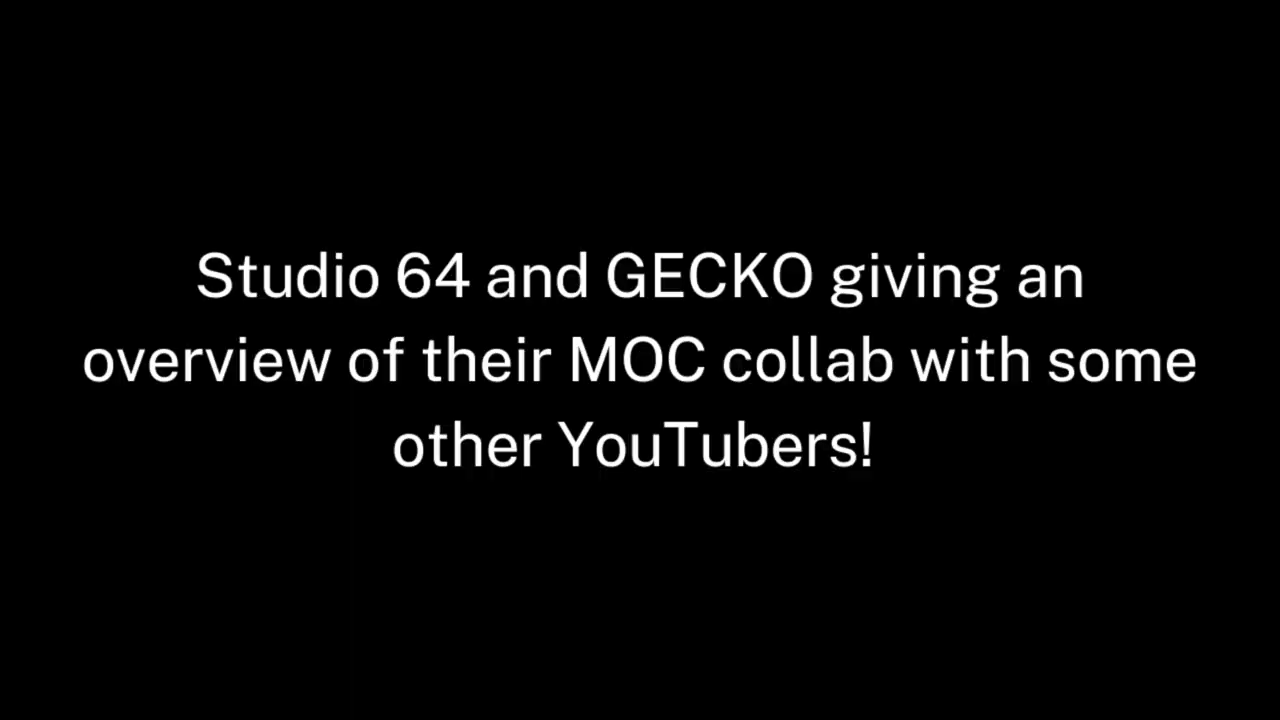 Studio 64 and GECKO giving an
overview of their MOC collab with some
other YouTubers!